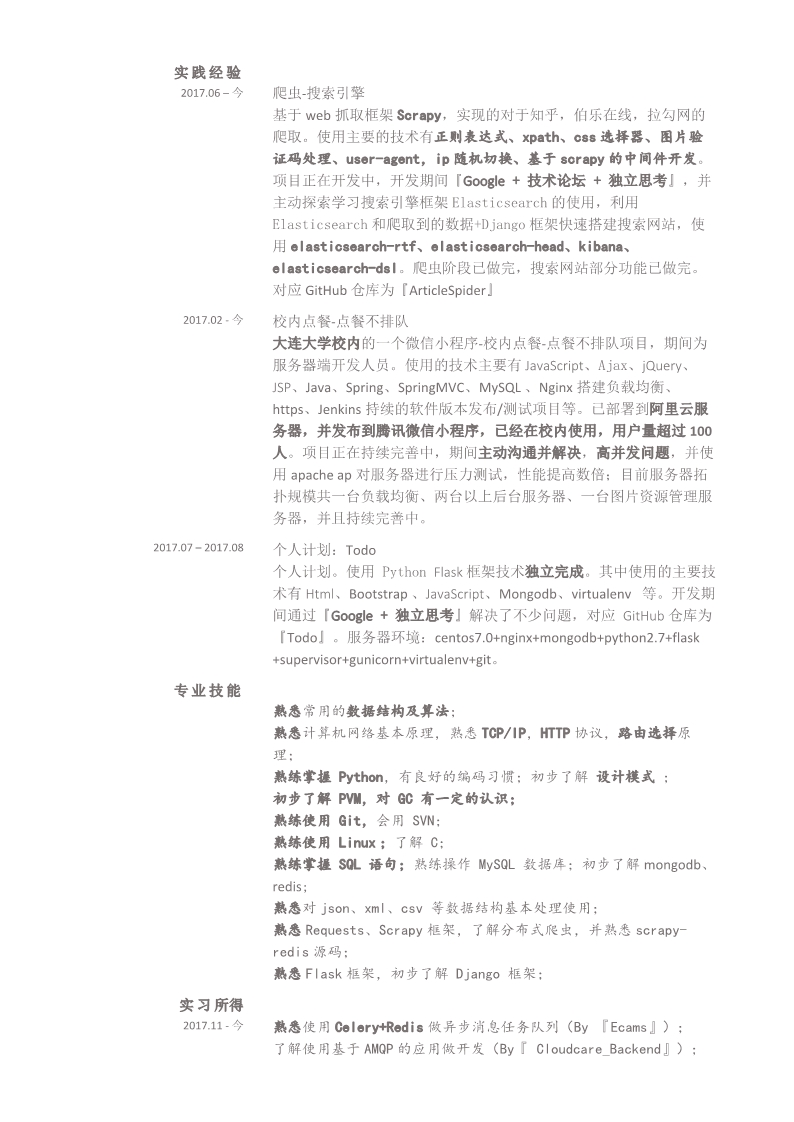 实践经验
2017.06 – 今
爬虫-搜索引擎
基于 web 抓取框架 Scrapy，实现的对于知乎，伯乐在线，拉勾网的
爬取。使用主要的技术有正则表达式、xpath、css 选择器、图片验
证码处理、user-agent，ip 随机切换、基于 scrapy 的中间件开发。
项目正在开发中，开发期间『Google + 技术论坛 + 独立思考』，并
主动探索学习搜索引擎框架 Elasticsearch 的使用，利用
Elasticsearch 和爬取到的数据+Django 框架快速搭建搜索网站，使
用 elasticsearch-rtf、elasticsearch-head、kibana、
elasticsearch-dsl。爬虫阶段已做完，搜索网站部分功能已做完。
对应 GitHub 仓库为『ArticleSpider』
2017.02 - 今
校内点餐-点餐不排队
大连大学校内的一个微信小程序-校内点餐-点餐不排队项目，期间为
服务器端开发人员。使用的技术主要有 JavaScript、Ajax、jQuery、
JSP、Java、Spring、SpringMVC、MySQL 、Nginx 搭建负载均衡、
https、Jenkins 持续的软件版本发布/测试项目等。已部署到阿里云服
务器，并发布到腾讯微信小程序，已经在校内使用，用户量超过 100
人。项目正在持续完善中，期间主动沟通并解决，高并发问题，并使
用 apache ap 对服务器进行压力测试，性能提高数倍；目前服务器拓
扑规模共一台负载均衡、两台以上后台服务器、一台图片资源管理服
务器，并且持续完善中。
2017.07 – 2017.08
个人计划：Todo
个人计划。使用 Python Flask 框架技术独立完成。其中使用的主要技
术有 Html、Bootstrap 、JavaScript、Mongodb、virtualenv 等。开发期
间通过『Google + 独立思考』解决了不少问题，对应 GitHub 仓库为
『Todo』。服务器环境：centos7.0+nginx+mongodb+python2.7+flask
+supervisor+gunicorn+virtualenv+git。
专业技能
熟悉常用的数据结构及算法；
熟悉计算机网络基本原理，熟悉 TCP/IP，HTTP 协议，路由选择原
理；
熟练掌握 Python，有良好的编码习惯；初步了解 设计模式 ；
初步了解 PVM，对 GC 有一定的认识；
熟练使用 Git，会用 SVN；
熟练使用 Linux ；了解 C；
熟练掌握 SQL 语句；熟练操作 MySQL 数据库；初步了解 mongodb、
redis；
熟悉对 json、xml、csv 等数据结构基本处理使用；
熟悉 Requests、Scrapy 框架，了解分布式爬虫，并熟悉 scrapy-
redis 源码；
熟悉 Flask 框架，初步了解 Django 框架；
实习所得
2017.11 - 今
熟悉使用 Celery+Redis 做异步消息任务队列（By 『Ecams』）；
了解使用基于 AMQP 的应用做开发（By『 Cloudcare_Backend』）；